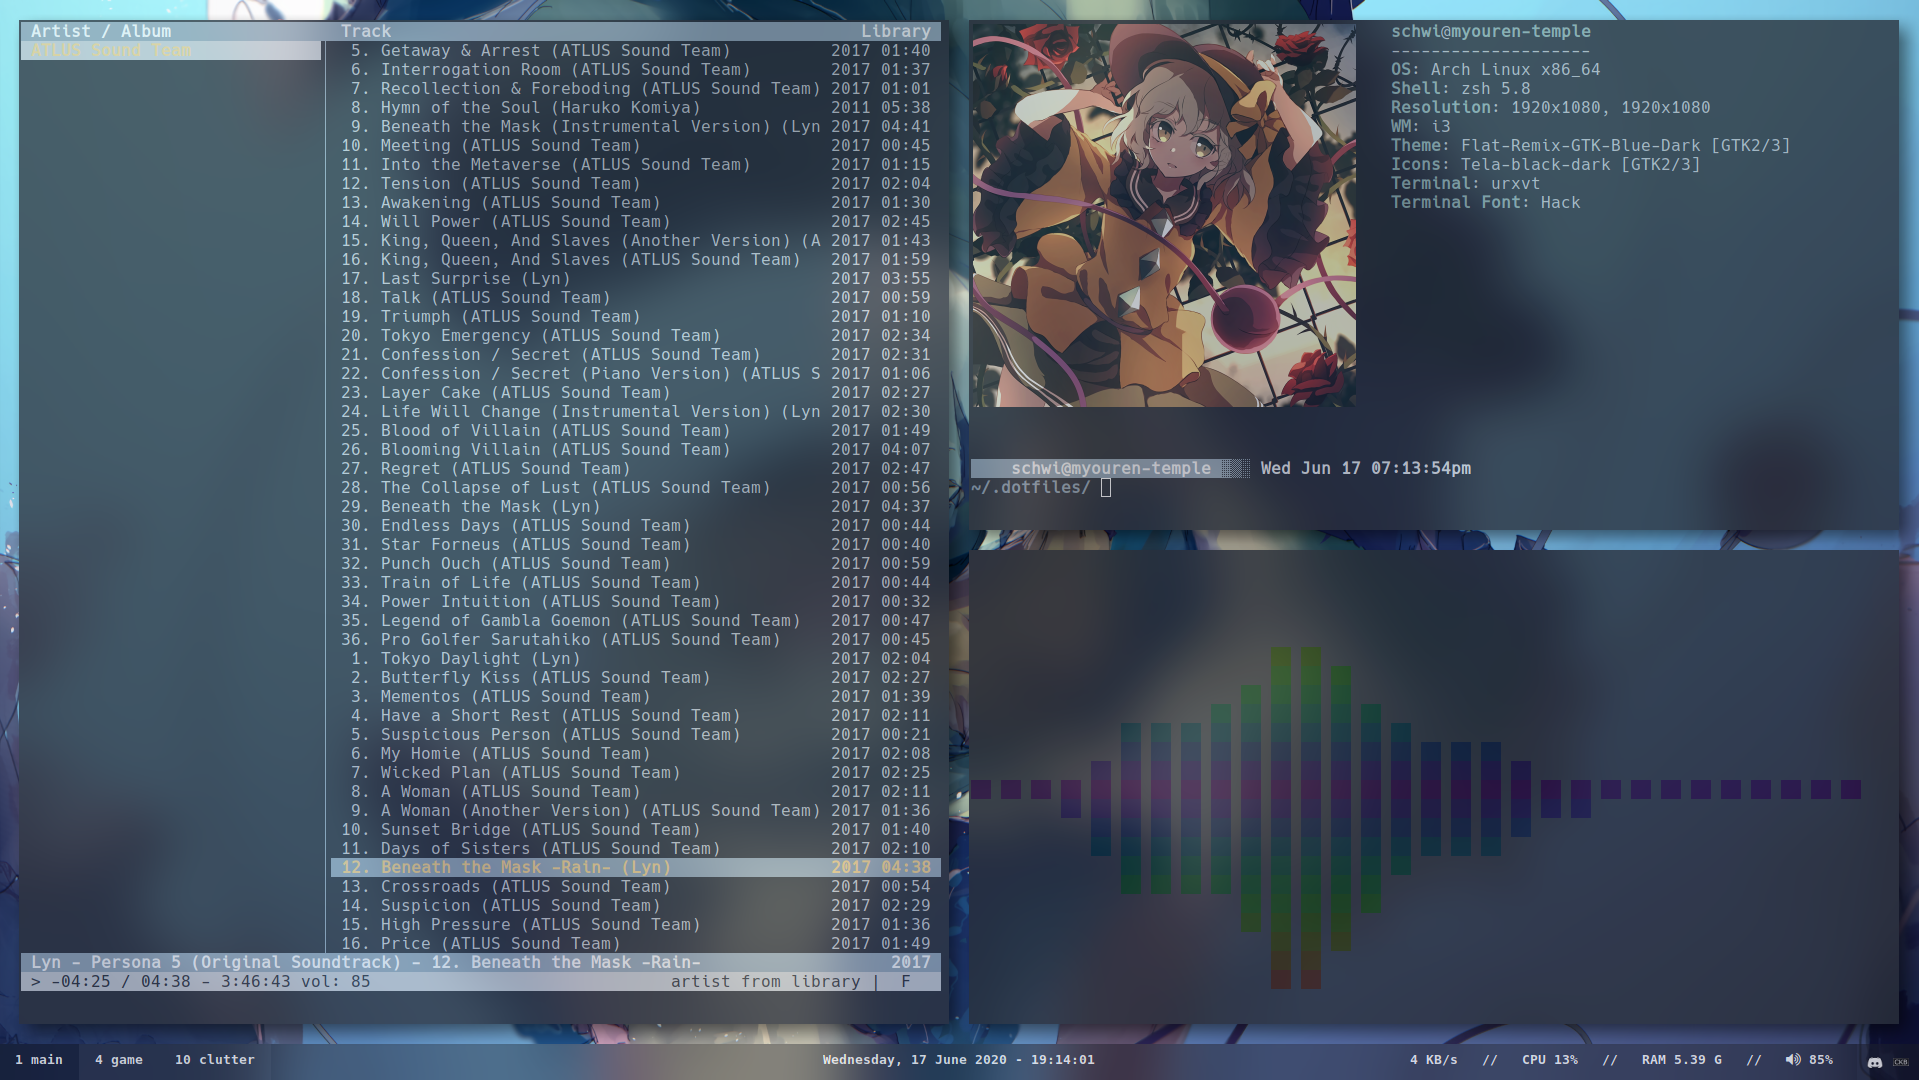 Artist / Album Track Library
ATLUS Sound Team
5. Getaway & Arrest (ATLUS Sound Team) 2017 01:40
6. Interrogation Room (ATLUS Sound Team) 2017 01:37
7. Recollection & Foreboding (ATLUS Sound Team) 2017 01:01
8. Hymn of the Soul (Haruko Komiya) 2011 05:38
9. Beneath the Mask (Instrumental Version) (Lyn 2017 04:41
10. Meeting (ATLUS Sound Team) 2017 00:45
11. Into the Metaverse (ATLUS Sound Team) 2017 01:15
12. Tension (ATLUS Sound Team) 2017 02:04
13. Awakening (ATLUS Sound Team) 2017 01:30
14. Will Power (ATLUS Sound Team) 2017 02:45
15. King, Queen, And Slaves (Another Version) (A 2017 01:43
16. King, Queen, And Slaves (ATLUS Sound Team) 2017 01:59
17. Last Surprise (Lyn) 2017 03:55
18. Talk (ATLUS Sound Team) 2017 00:59
19. Triumph (ATLUS Sound Team) 2017 01:10
20. Tokyo Emergency (ATLUS Sound Team) 2017 02:34
21. Confession / Secret (ATLUS Sound Team) 2017 02:31
22. Confession / Secret (Piano Version) (ATLUS S 2017 01:06
23. Layer Cake (ATLUS Sound Team) 2017 02:27
24. Life Will Change (Instrumental Version) (Lyn 2017 02:30
25. Blood of Villain (ATLUS Sound Team) 2017 01:49
26. Blooming Villain (ATLUS Sound Team) 2017 04:07
27. Regret (ATLUS Sound Team) 2017 02:47
28. The Collapse of Lust (ATLUS Sound Team) 2017 00:56
29. Beneath the Mask (Lyn) 2017 04:37
30. Endless Days (ATLUS Sound Team) 2017 00:44
31. Star Forneus (ATLUS Sound Team) 2017 00:40
32. Punch Ouch (ATLUS Sound Team) 2017 00:59
33. Train of Life (ATLUS Sound Team) 2017 00:44
34. Power Intuition (ATLUS Sound Team) 2017 00:32
35. Legend of Gambla Goemon (ATLUS Sound Team) 2017 00:47
36. Pro Golfer Sarutahiko (ATLUS Sound Team) 2017 00:45
1. Tokyo Daylight (Lyn) 2017 02:04
2. Butterfly Kiss (ATLUS Sound Team) 2017 02:27
3. Mementos (ATLUS Sound Team) 2017 01:39
4. Have a Short Rest (ATLUS Sound Team) 2017 02:11
5. Suspicious Person (ATLUS Sound Team) 2017 00:21
6. My Homie (ATLUS Sound Team) 2017 02:08
7. Wicked Plan (ATLUS Sound Team) 2017 02:25
8. A Woman (ATLUS Sound Team) 2017 02:11
9. A Woman (Another Version) (ATLUS Sound Team) 2017 01:36
10. Sunset Bridge (ATLUS Sound Team) 2017 01:40
11. Days of Sisters (ATLUS Sound Team) 2017 02:10
12. Beneath the Mask -Rain- (Lyn) 2017 04:38
13. Crossroads (ATLUS Sound Team) 2017 00:54
14. Suspicion (ATLUS Sound Team) 2017 02:29
15. High Pressure (ATLUS Sound Team) 2017 01:36
16. Price (ATLUS Sound Team) 2017 01:49
Lyn - Persona 5 (Original Soundtrack) - 12. Beneath the Mask -Rain- 2017
> -04:25 / 04:38 - 3:46:43 vol: 85 artist from library | F
schwi@myouren-temple
--------------------
OS: Arch Linux x86_64
Shell: zsh 5.8
Resolution: 1920x1080, 1920x1080
WM: i3
Theme: Flat-Remix-GTK-Blue-Dark [GTK2/3]
Icons: Tela-black-dark [GTK2/3]
Terminal: urxvt
Terminal Font: Hack
schwi@myouren-temple Wed Jun 17 07:13:54pm
~/.dotfiles/
1 main 4 game 10 clutter Wednesday, 17 June 2020 - 19:14:01 4 KB/s // CPU 13% // RAM 5.39 G // 85% CKB